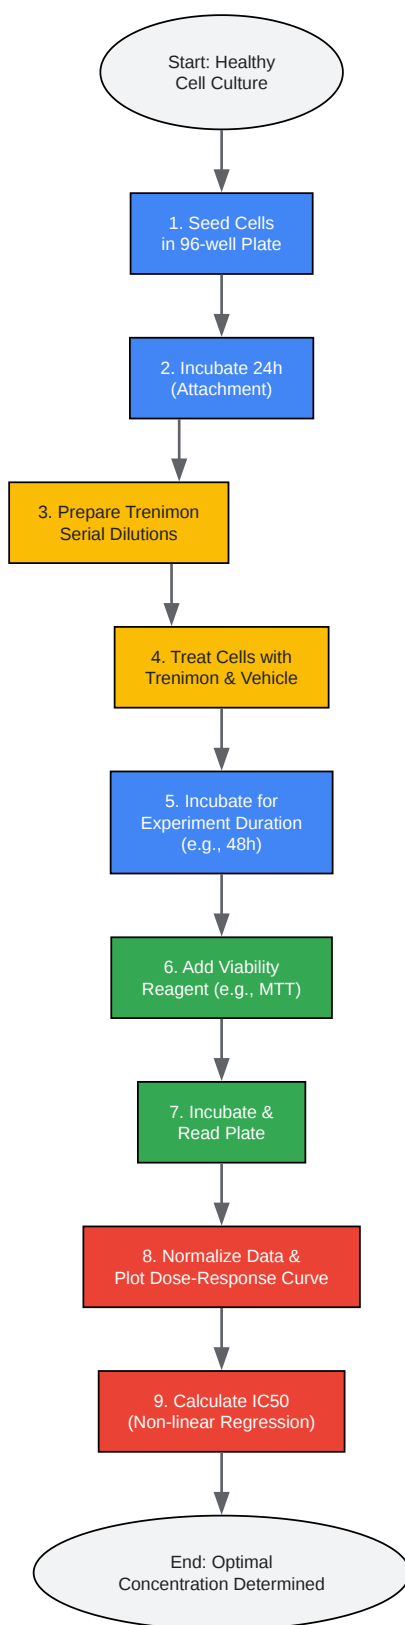 Start: Healthy
Cell Culture
1. Seed Cells
in 96-well Plate
2. Incubate 24h
(Attachment)
3. Prepare Trenimon
Serial Dilutions
4. Treat Cells with
Trenimon & Vehicle
5. Incubate for
Experiment Duration
(e.g., 48h)
6. Add Viability
Reagent (e.g., MTT)
7. Incubate &
Read Plate
8. Normalize Data &
Plot Dose-Response Curve
9. Calculate IC50
(Non-linear Regression)
End: Optimal
Concentration Determined